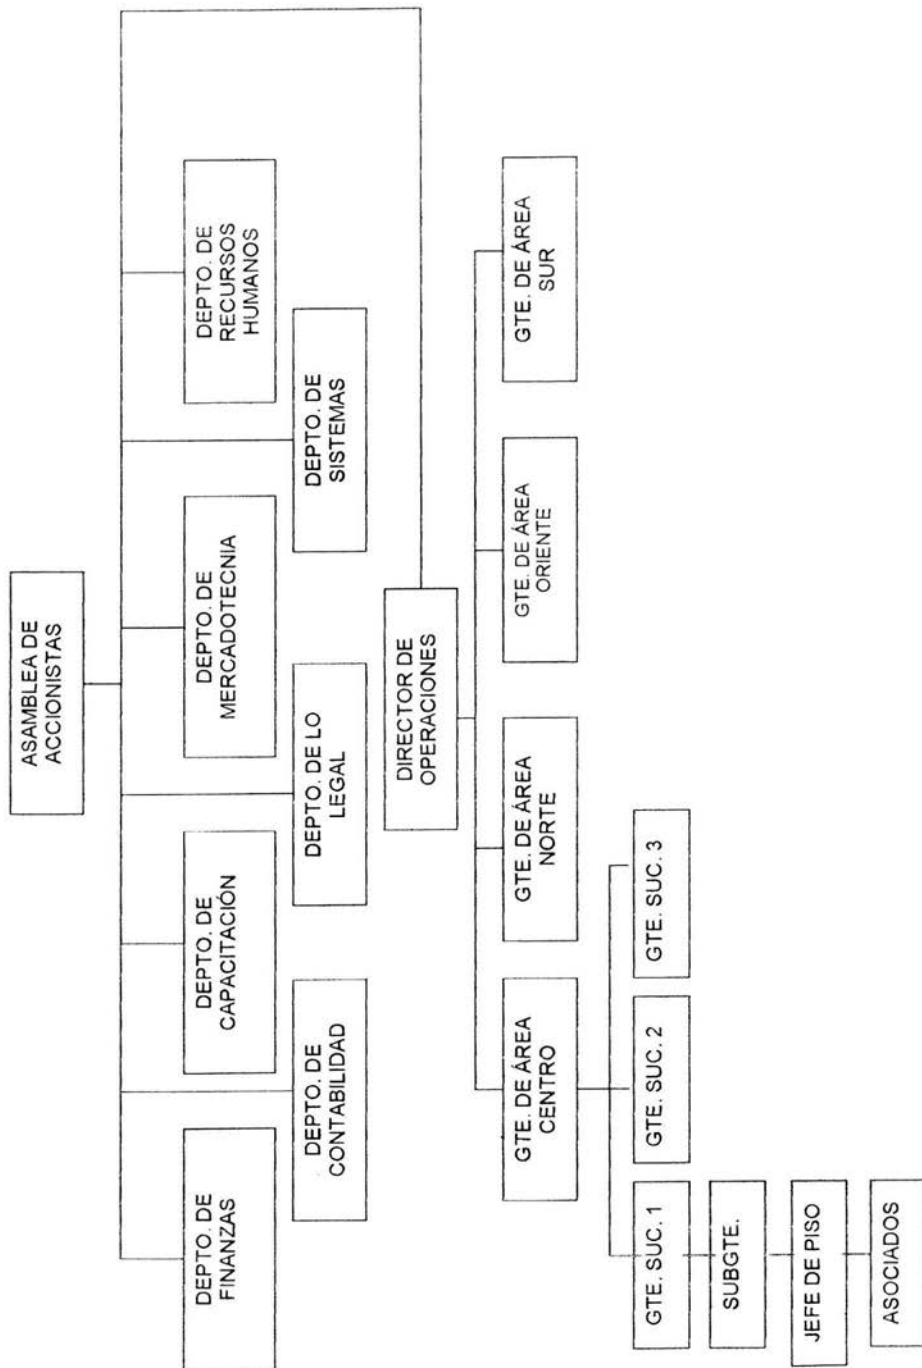 ASAMBLEA DE
ACCIONISTAS
DEPTO. DE
FINANZAS
DEPTO. DE
CAPACITACIÓN
DEPTO. DE
MERCADOTECNIA
DEPTO. DE
RECURSOS
HUMANOS
DEPTO. DE
CONTABILIDAD
DEPTO. DE LO
LEGAL
DEPTO. DE
SISTEMAS
DIRECTOR DE
OPERACIONES
GTE. DE ÁREA
CENTRO
GTE. DE ÁREA
NORTE
GTE. DE ÁREA
ORIENTE
GTE. DE ÁREA
SUR
GTE. SUC. 1
GTE. SUC. 2
GTE. SUC. 3
SUBGTE.
JEFE DE PISO
ASOCIADOS